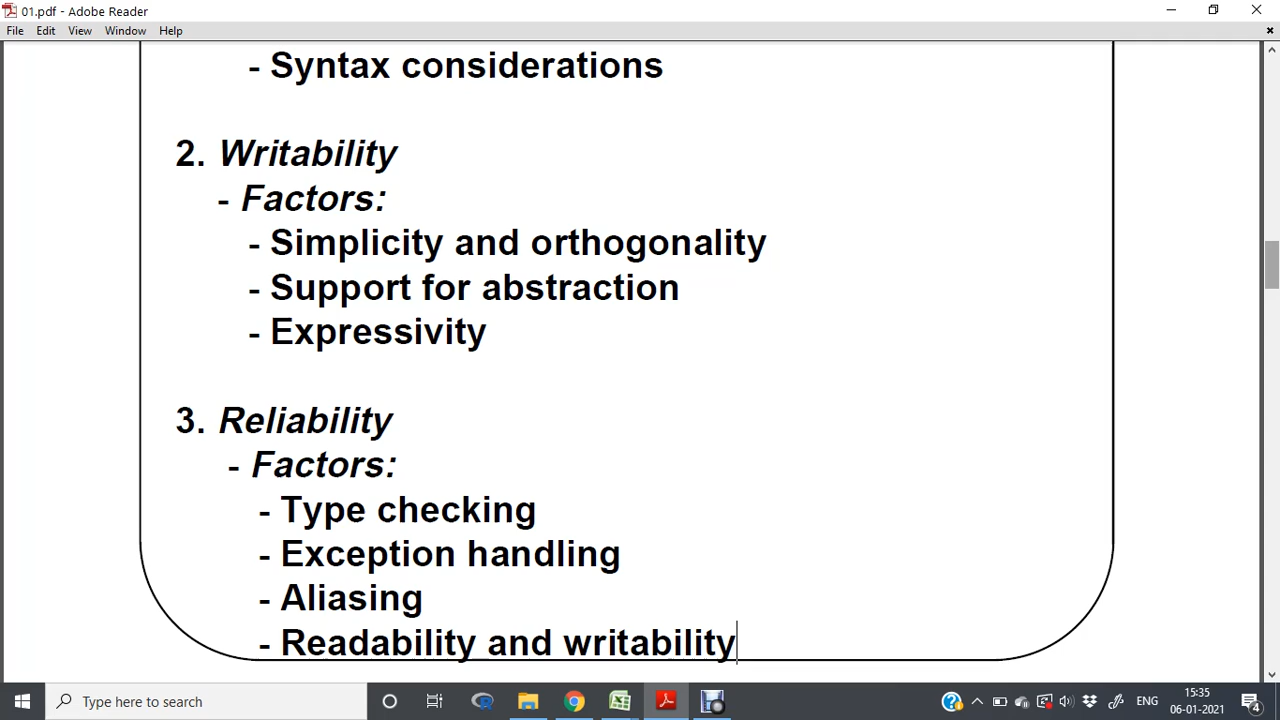 01.pdf - Adobe Reader
File Edit View Window Help
- Syntax considerations
2. Writability
- Factors:
- Simplicity and orthogonality
- Support for abstraction
- Expressivity
3. Reliability
- Factors:
- Type checking
- Exception handling
- Aliasing
- Readability and writability
Type here to search
ENG
15:35
06-01-2021
4